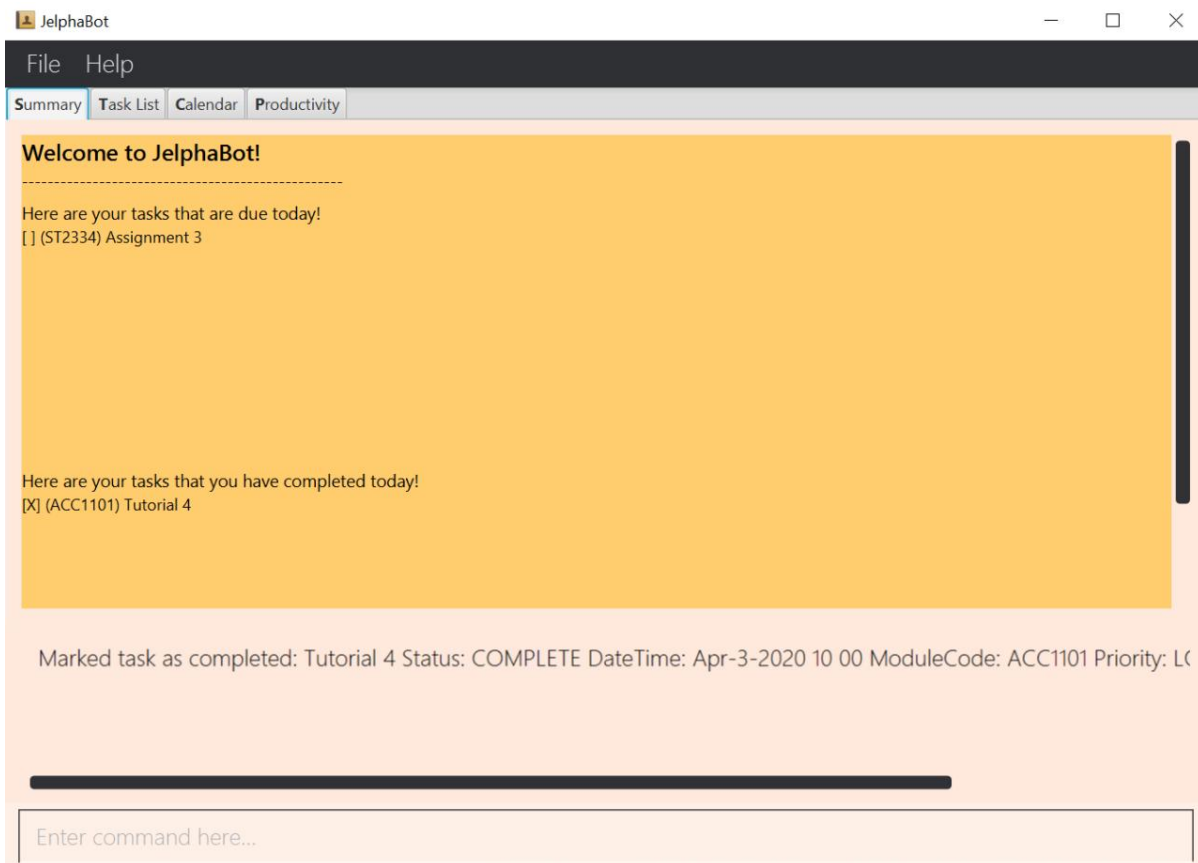 JelphaBot
File Help
Summary Task List Calendar Productivity
Welcome to JelphaBot!
--------------------------------------------------
Here are your tasks that are due today!
[ ] (ST2334) Assignment 3
Here are your tasks that you have completed today!
[X] (ACC1101) Tutorial 4
Marked task as completed: Tutorial 4 Status: COMPLETE DateTime: Apr-3-2020 10 00 ModuleCode: ACC1101 Priority:
Enter command here...